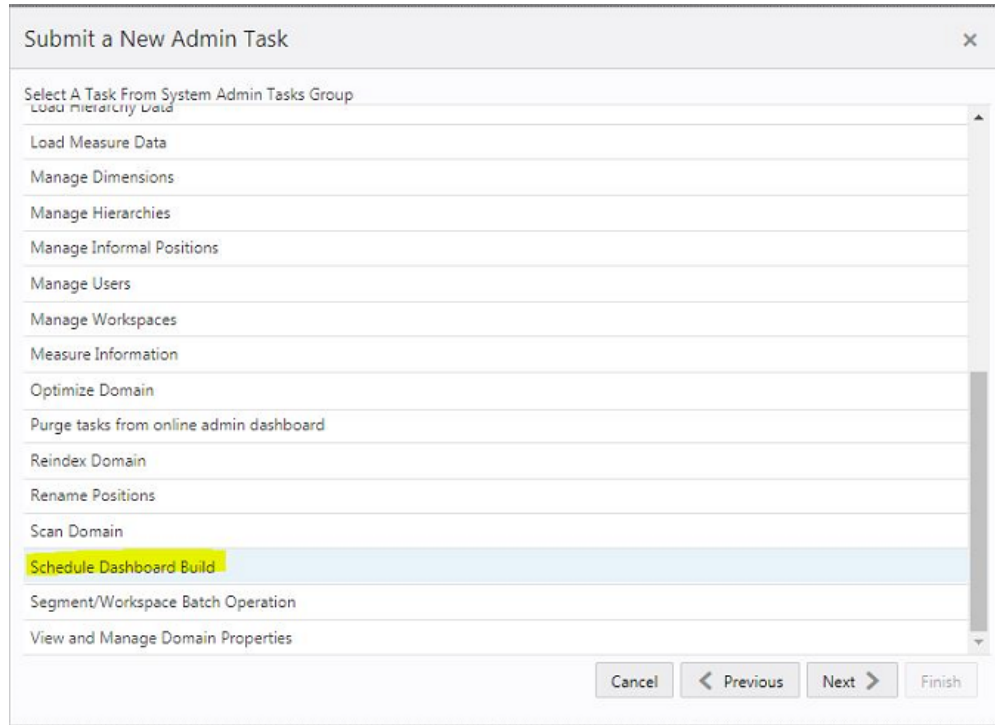 Submit a New Admin Task
Select A Task From System Admin Tasks Group
Load Hierarchy Data
Load Measure Data
Manage Dimensions
Manage Hierarchies
Manage Informal Positions
Manage Users
Manage Workspaces
Measure Information
Optimize Domain
Purge tasks from online admin dashboard
Reindex Domain
Rename Positions
Scan Domain
Schedule Dashboard Build
Segment/Workspace Batch Operation
View and Manage Domain Properties
Cancel Previous Next Finish